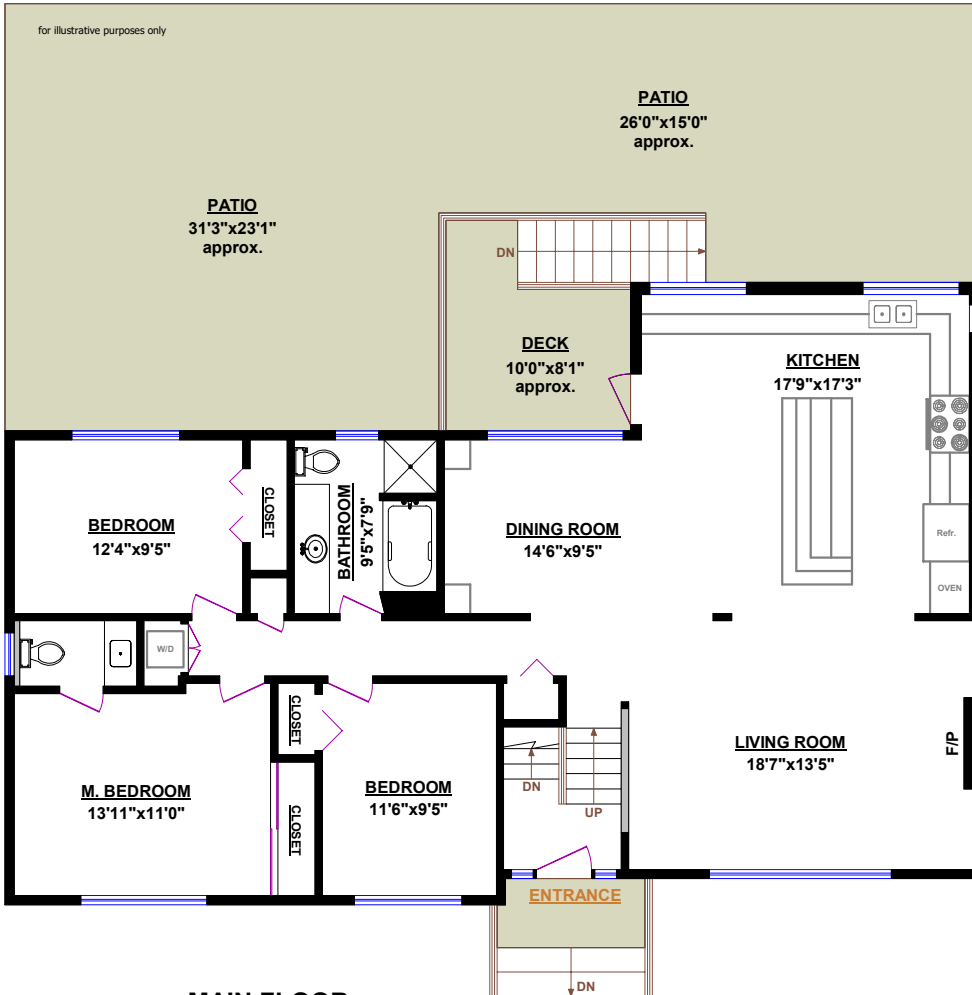 for illustrative purposes only
PATIO
26'0"x15'0"
approx.
PATIO
31'3"x23'1"
approx.
DN
DECK
10'0"x8'1"
approx.
KITCHEN
17'9"x17'3"
BEDROOM
12'4"x9'5"
CLOSET
BATHROOM
9'5"x7'9"
DINING ROOM
14'6"x9'5"
Refr.
OVEN
W/D
CLOSET
M. BEDROOM
13'11"x11'0"
CLOSET
BEDROOM
11'6"x9'5"
DN
UP
LIVING ROOM
18'7"x13'5"
F/P
ENTRANCE
DN
MAIN FLOOR